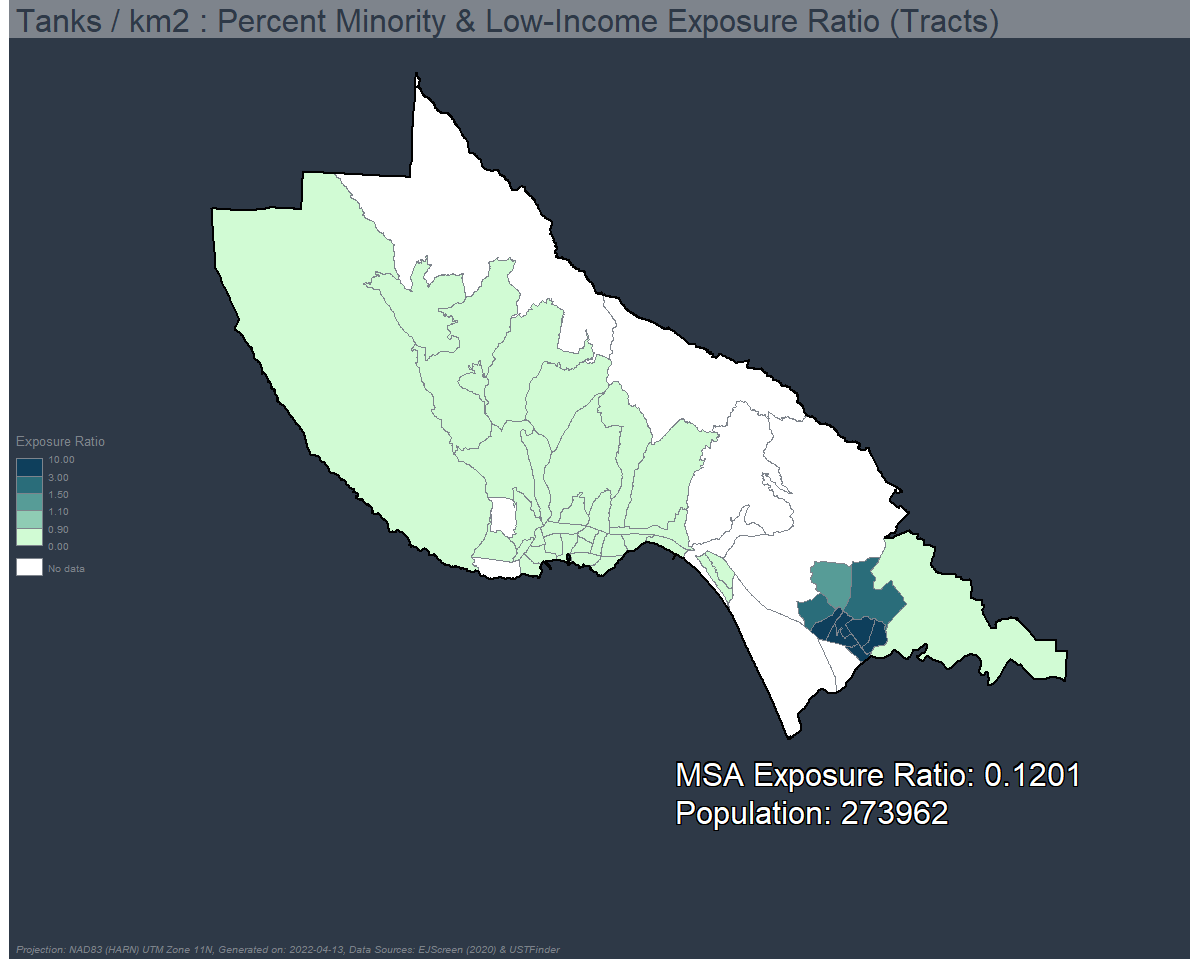 Tanks / km2 : Percent Minority & Low-Income Exposure Ratio (Tracts)
Exposure Ratio
10.00
3.00
1.50
1.10
0.90
0.00
No data
MSA Exposure Ratio: 0.1201
Population: 273962
Projection: NAD83 (HARN) UTM Zone 11N, Generated on: 2022-04-13, Data Sources: EJScreen (2020) & USTFinder